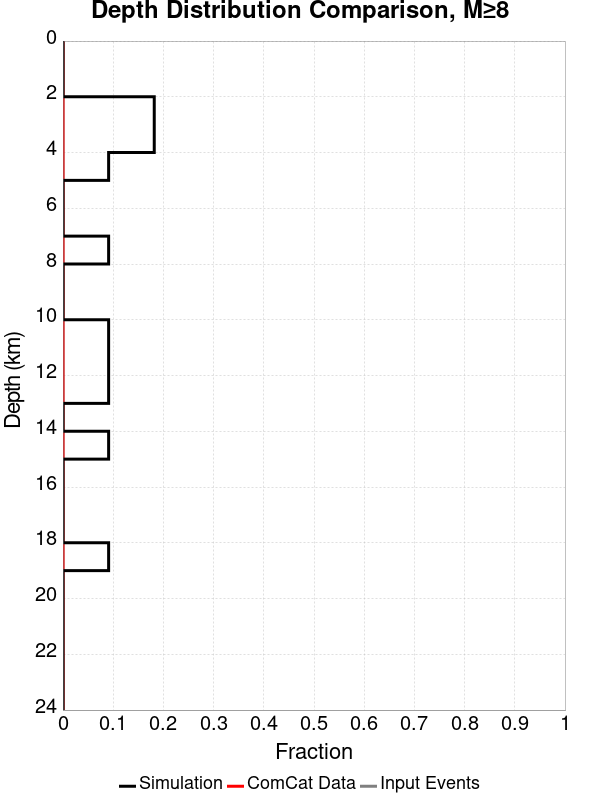 Depth Distribution Comparison, M≥8
0
2
4
6
8
10
12
14
16
18
20
22
24
Depth (km)
0 0.1 0.2 0.3 0.4 0.5 0.6 0.7 0.8 0.9 1
Fraction
Simulation ComCat Data Input Events